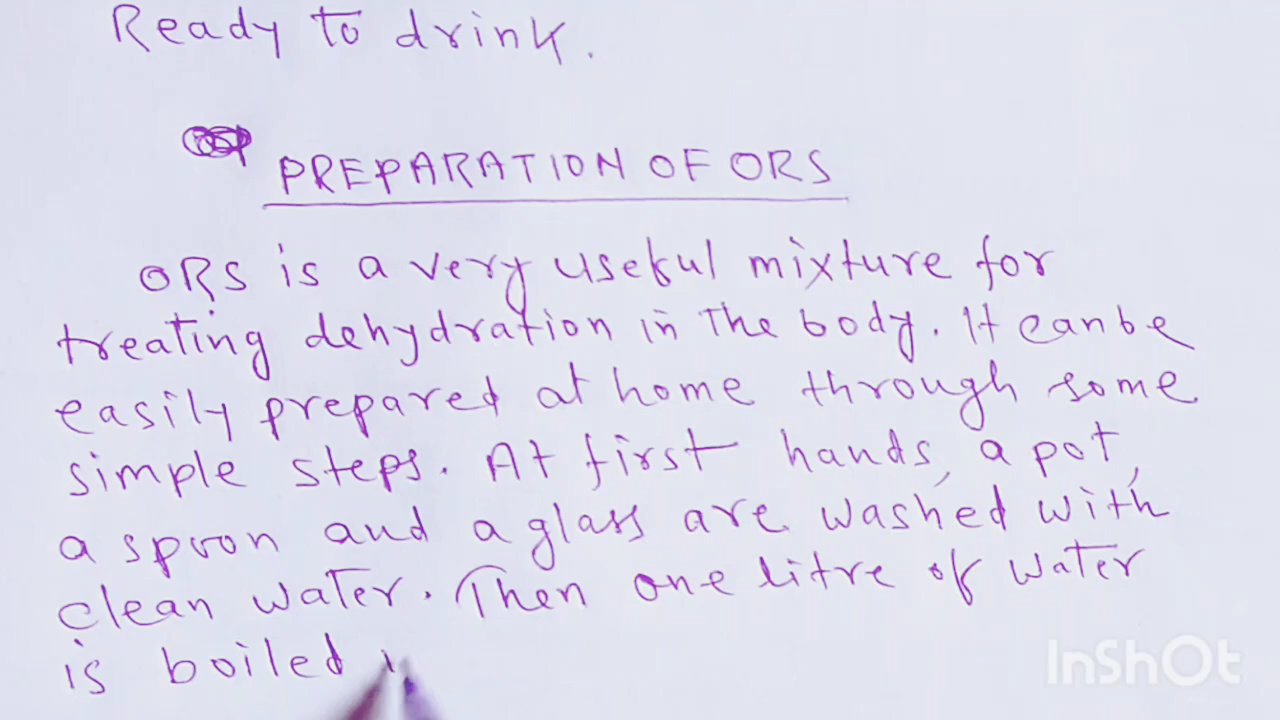 Ready to drink.
PREPARATION OF ORS
ORS is a very useful mixture for
treating dehydration in the body. It can be
easily prepared at home through some
simple steps. At first hands, a pot,
a spoon and a glass are washed with
clean water. Then one litre of water
is boiled
InShOt